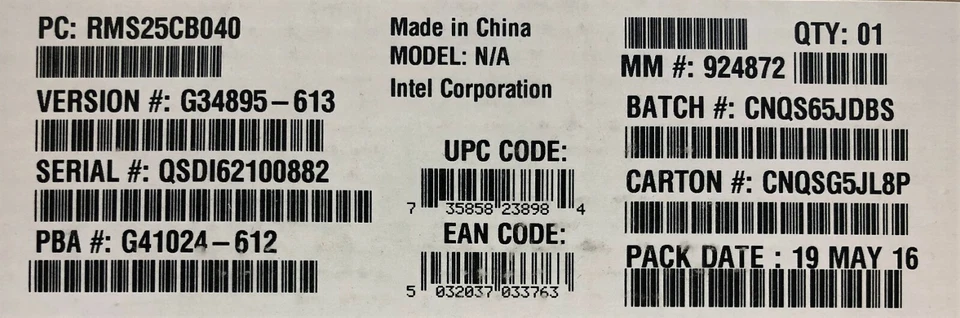 PC: RMS25CB040
VERSION #: G34895-613
SERIAL #: QSDI62100882
PBA #: G41024-612
Made in China
MODEL: N/A
Intel Corporation
UPC CODE:
7 35858 23898 4
EAN CODE:
5 032037 033763
QTY: 01
MM #: 924872
BATCH #: CNQS65JDBS
CARTON #: CNQSG5JL8P
PACK DATE : 19 MAY 16